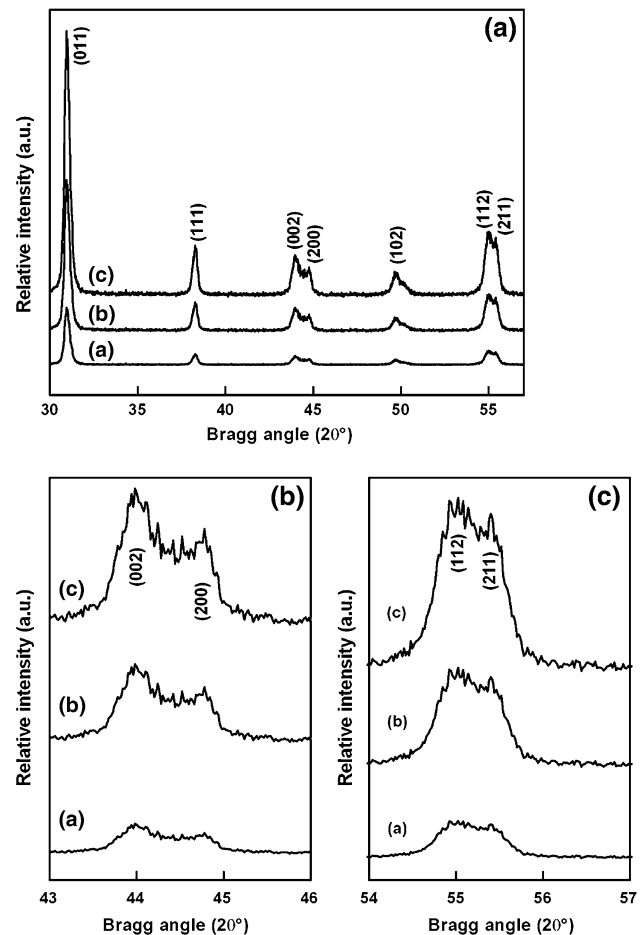 (a)
(011)
(111)
(002)
(200)
(102)
(112)
(211)
(c)
(b)
(a)
30 35 40 45 50 55
Bragg angle (2θ°)
Relative intensity (a.u.)
(b)
(002)
(200)
(c)
(b)
(a)
43 44 45 46
Bragg angle (2θ°)
Relative intensity (a.u.)
(c)
(112)
(211)
(c)
(b)
(a)
54 55 56 57
Bragg angle (2θ°)
Relative intensity (a.u.)